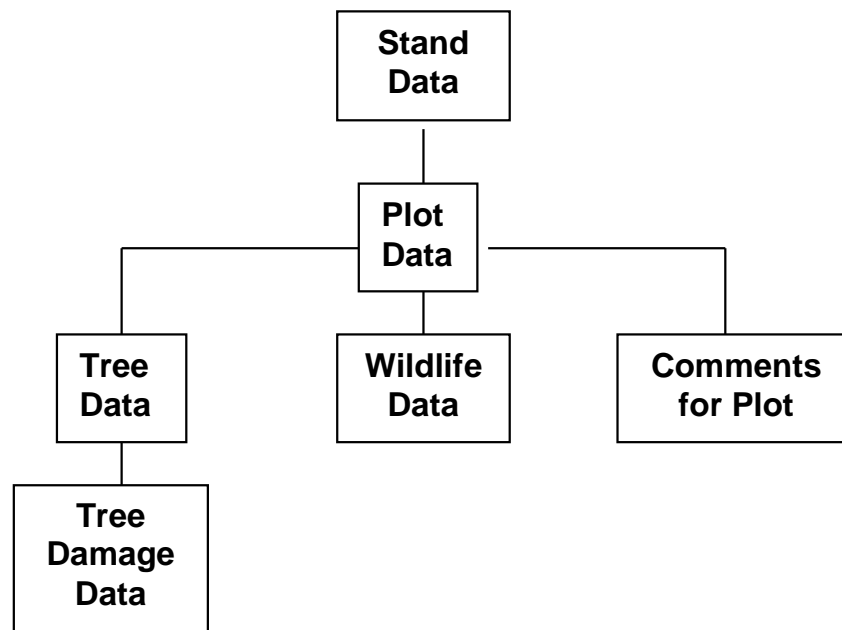 Stand
Data
Plot
Data
Tree
Data
Wildlife
Data
Comments
for Plot
Tree
Damage
Data